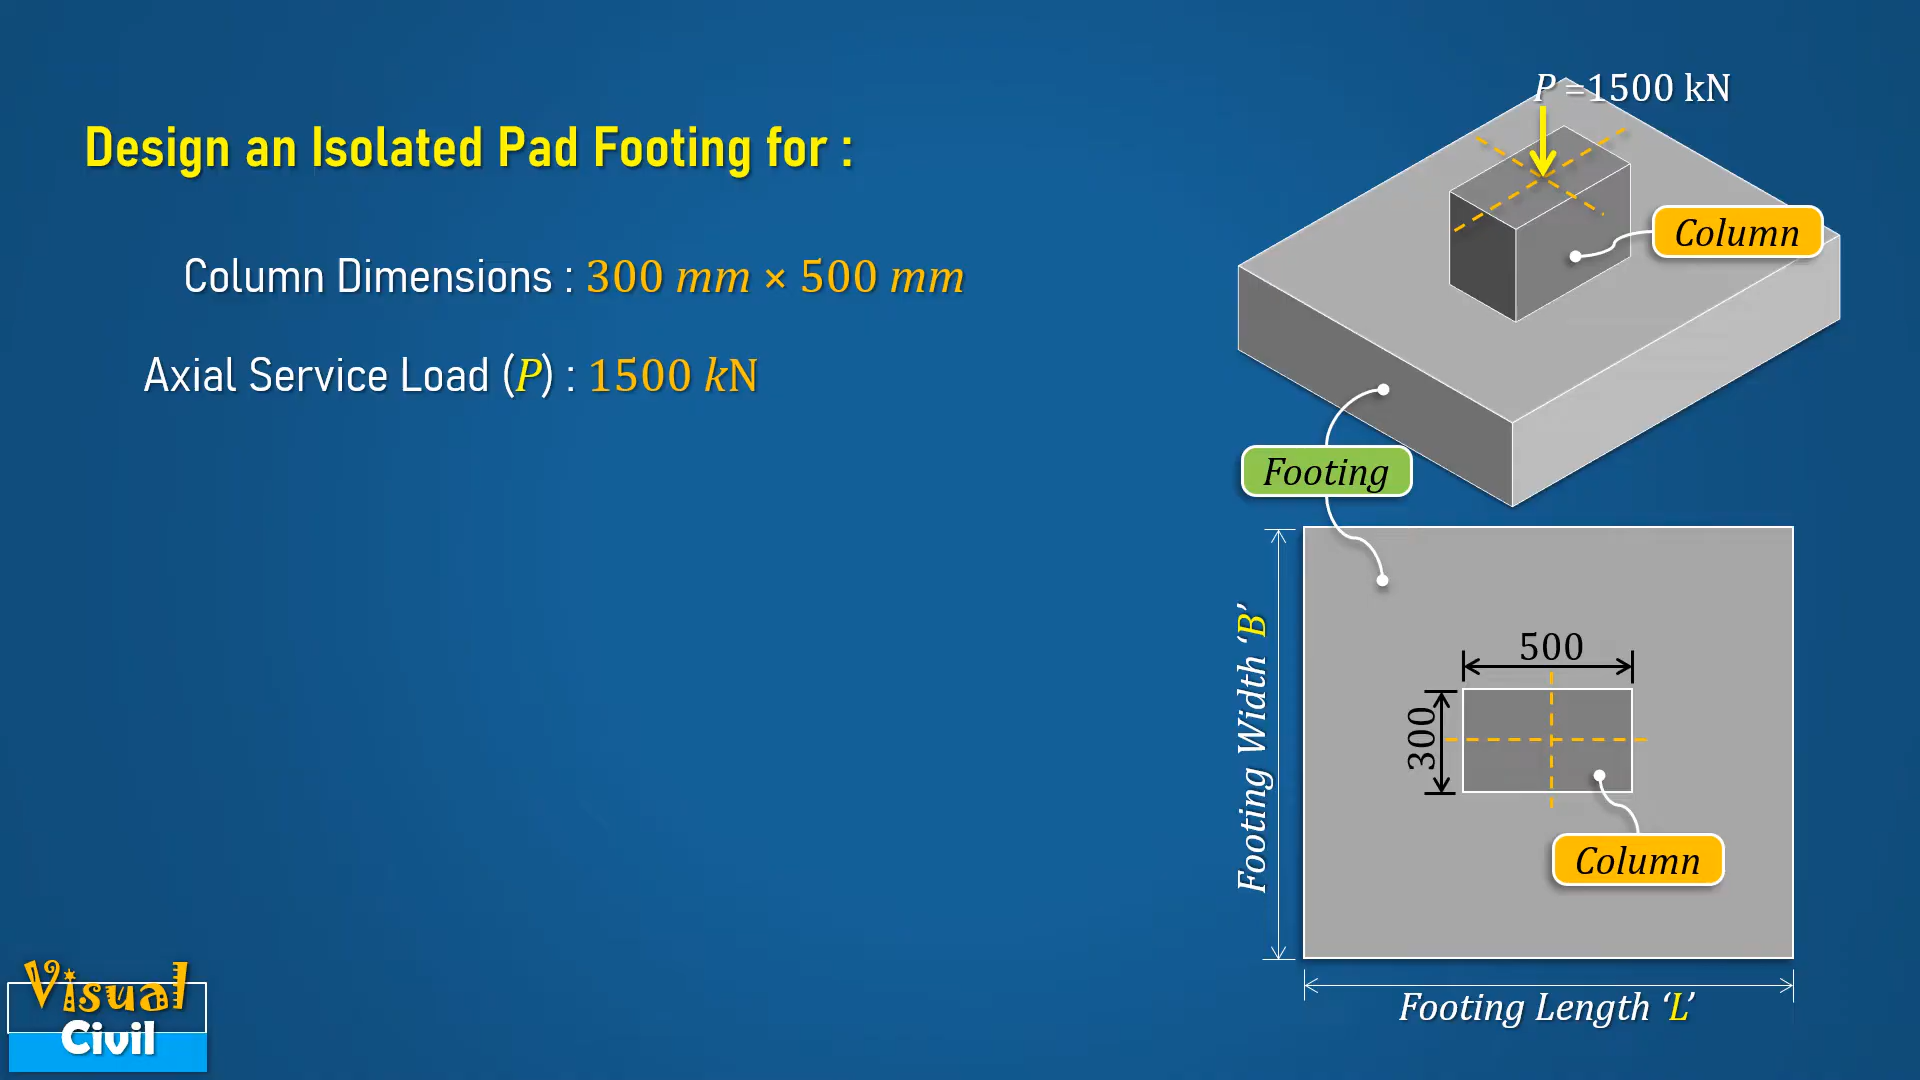 Design an Isolated Pad Footing for :
Column Dimensions : 300 mm × 500 mm
Axial Service Load (P) : 1500 kN
P =1500 kN
Column
Footing
Footing Width ‘B’
500
300
Column
Footing Length ‘L’
Visual
Civil